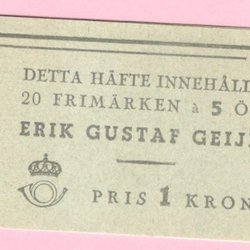 DETTA HÄFTE INNEHÅLL
20 FRIMÄRKEN à 5 Ö
ERIK GUSTAF GEIJ
PRIS 1 KRON